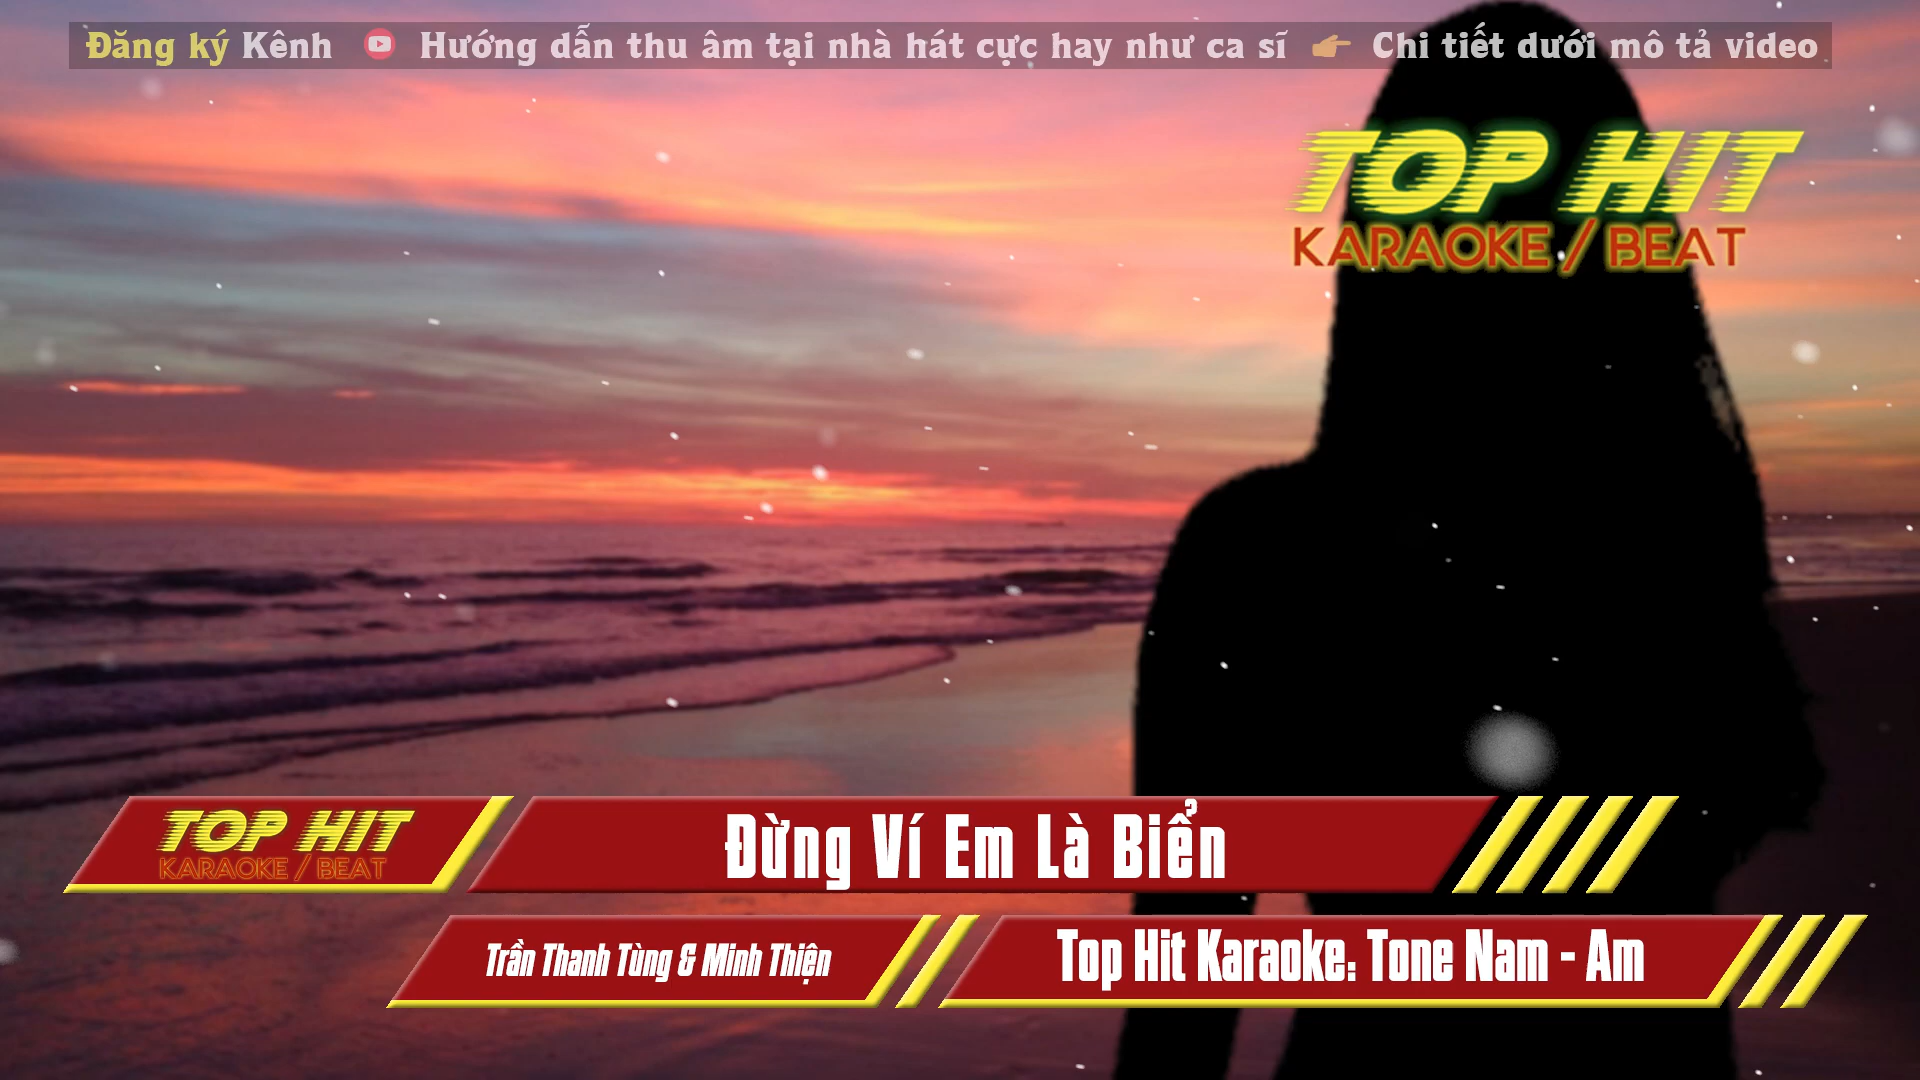 Đăng ký Kênh Hướng dẫn thu âm tại nhà hát cực hay như ca sĩ Chi tiết dưới mô tả video
TOP HIT
KARAOKE / BEAT
TOP HIT
KARAOKE / BEAT
Đừng Ví Em Là Biển
Trần Thanh Tùng & Minh Thiện
Top Hit Karaoke: Tone Nam - Am